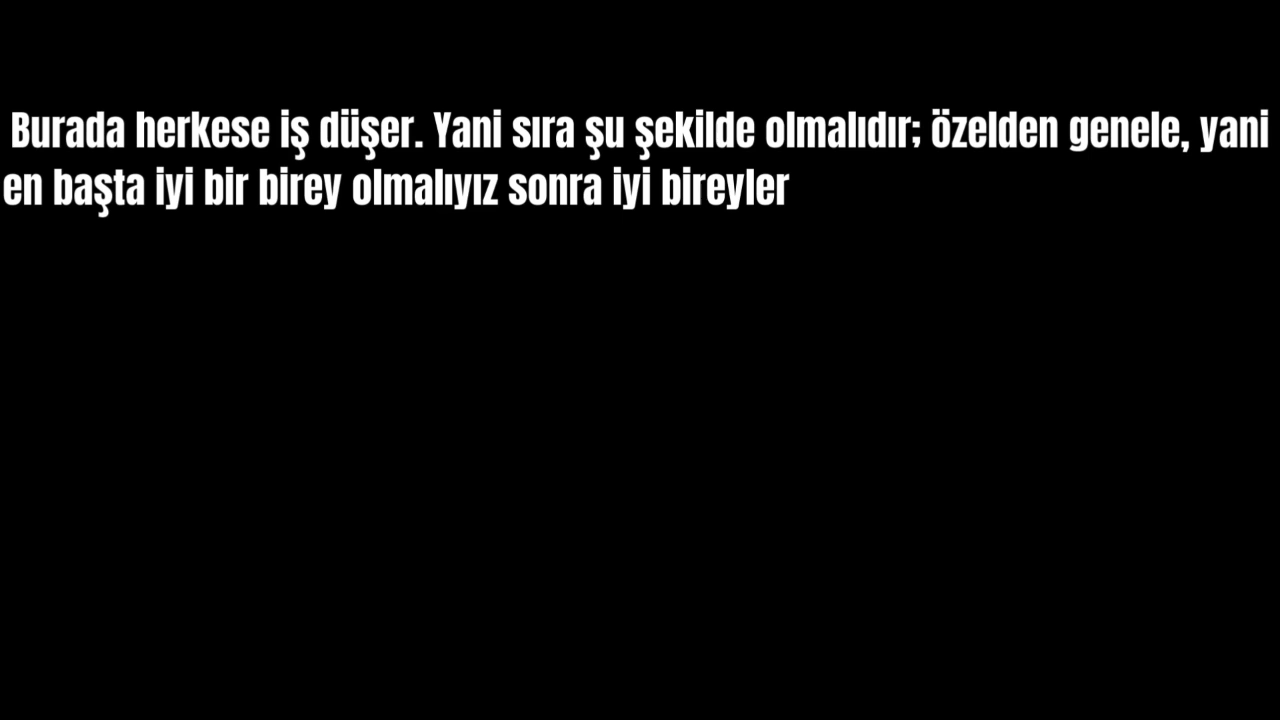 Burada herkese iş düşer. Yani sıra şu şekilde olmalıdır; özelden genele, yani
en başta iyi bir birey olmalıyız sonra iyi bireyler